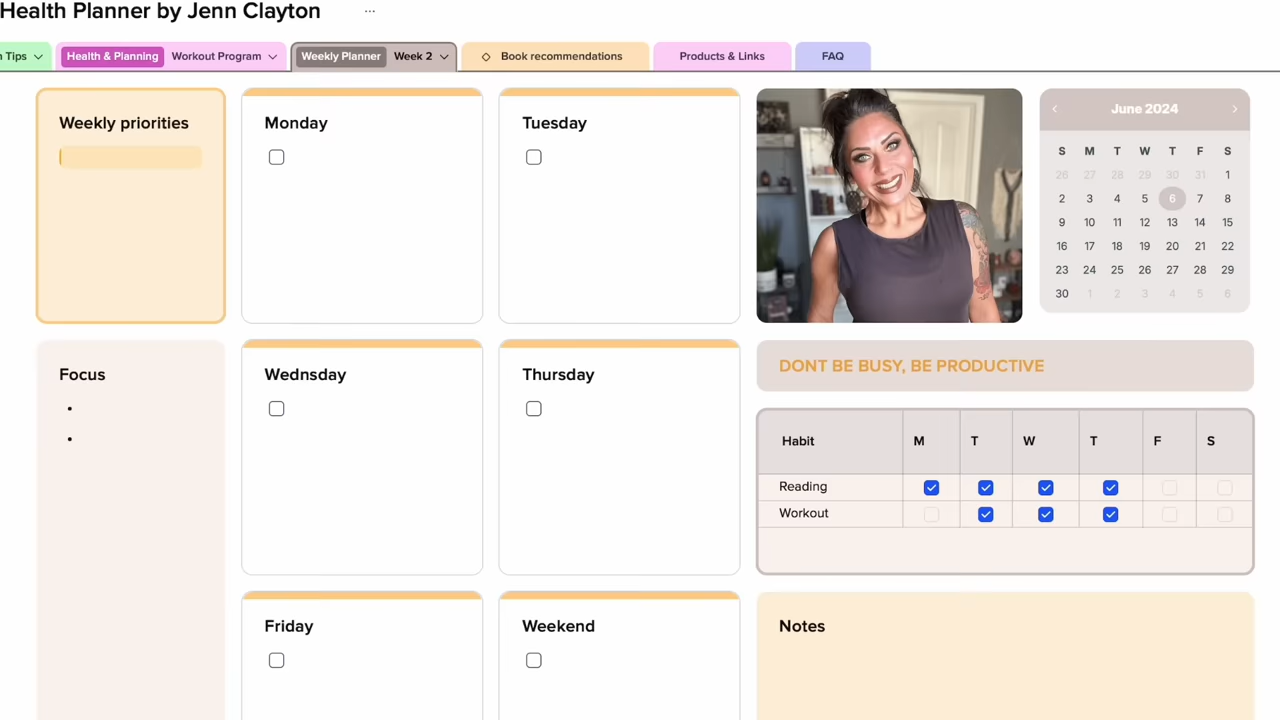 Health Planner by Jenn Clayton
...
n Tips
Health & Planning Workout Program
Weekly Planner Week 2
Book recommendations
Products & Links
FAQ
Weekly priorities
Monday
Tuesday
June 2024
S M T W T F S
26 27 28 29 30 31 1
2 3 4 5 6 7 8
9 10 11 12 13 14 15
16 17 18 19 20 21 22
23 24 25 26 27 28 29
30 1 2 3 4 5 6
Focus
Wednsday
Thursday
DONT BE BUSY, BE PRODUCTIVE
Habit M T W T F S
Reading
Workout
Friday
Weekend
Notes